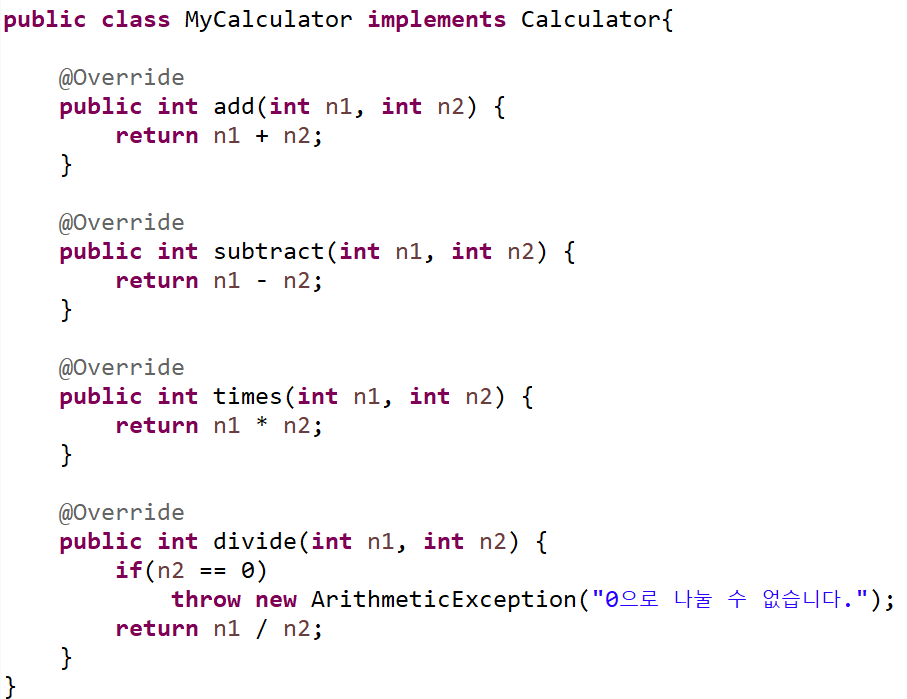 public class MyCalculator implements Calculator{
@Override
public int add(int n1, int n2) {
return n1 + n2;
}
@Override
public int subtract(int n1, int n2) {
return n1 - n2;
}
@Override
public int times(int n1, int n2) {
return n1 * n2;
}
@Override
public int divide(int n1, int n2) {
if(n2 == 0)
throw new ArithmeticException("0으로 나눌 수 없습니다.");
return n1 / n2;
}
}